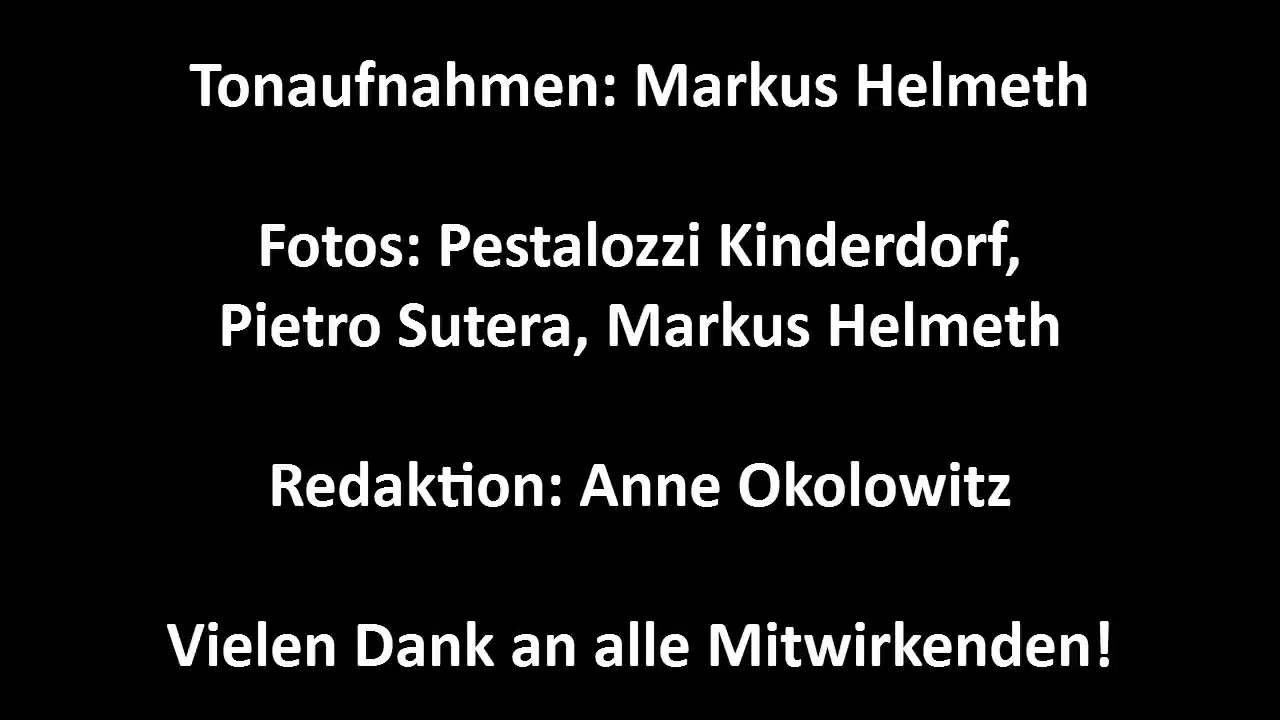 Tonaufnahmen: Markus Helmeth
Fotos: Pestalozzi Kinderdorf,
Pietro Sutera, Markus Helmeth
Redaktion: Anne Okolowitz
Vielen Dank an alle Mitwirkenden!